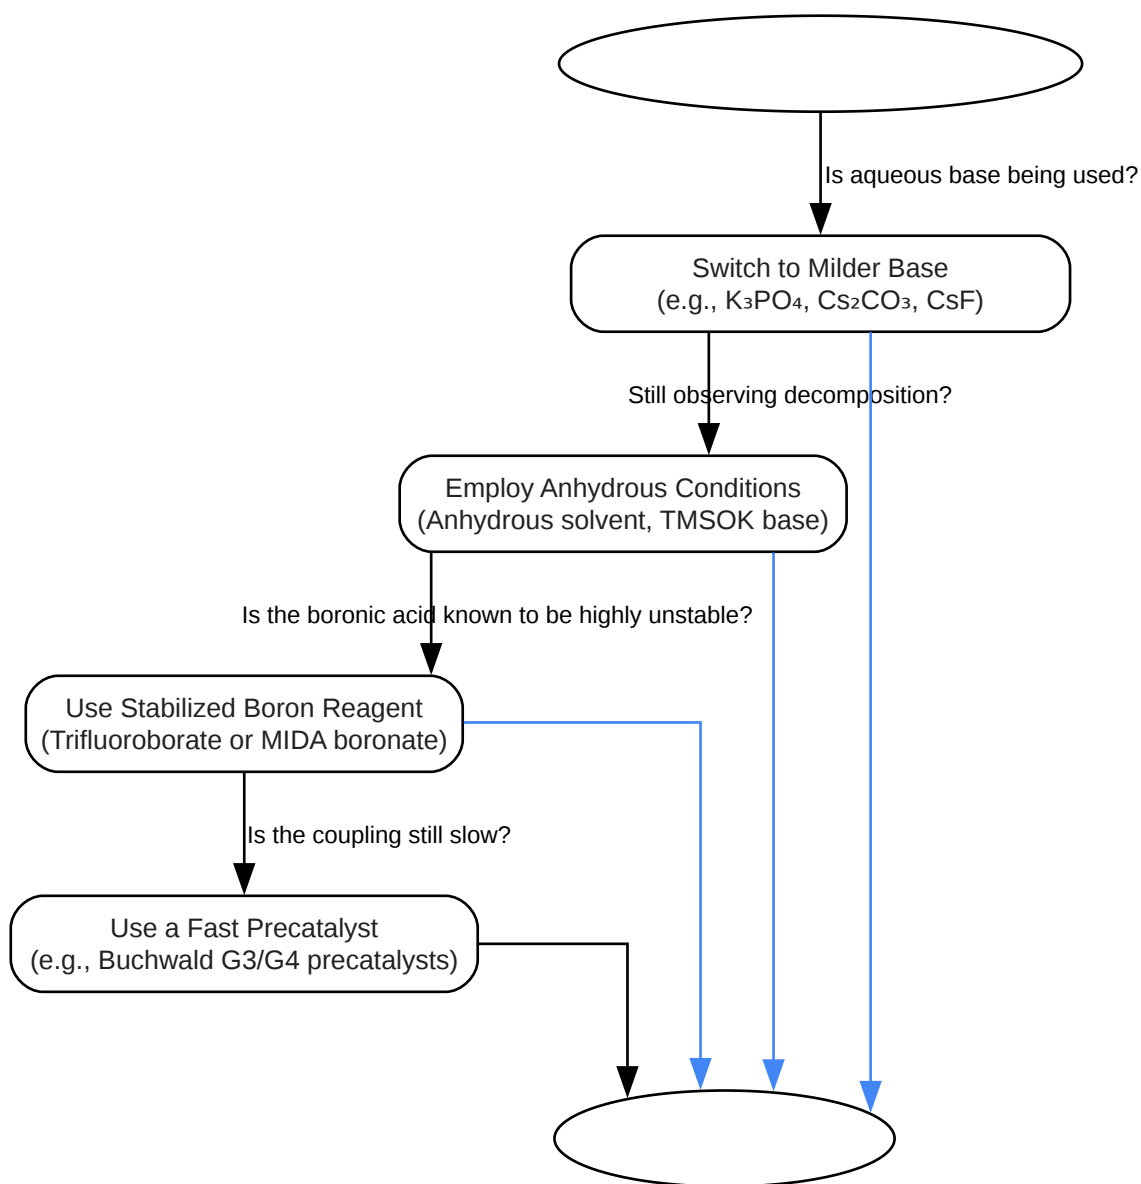 Is aqueous base being used?
Switch to Milder Base
(e.g., K₃PO₄, Cs₂CO₃, CsF)
Still observing decomposition?
Employ Anhydrous Conditions
(Anhydrous solvent, TMSOK base)
Is the boronic acid known to be highly unstable?
Use Stabilized Boron Reagent
(Trifluoroborate or MIDA boronate)
Is the coupling still slow?
Use a Fast Precatalyst
(e.g., Buchwald G3/G4 precatalysts)